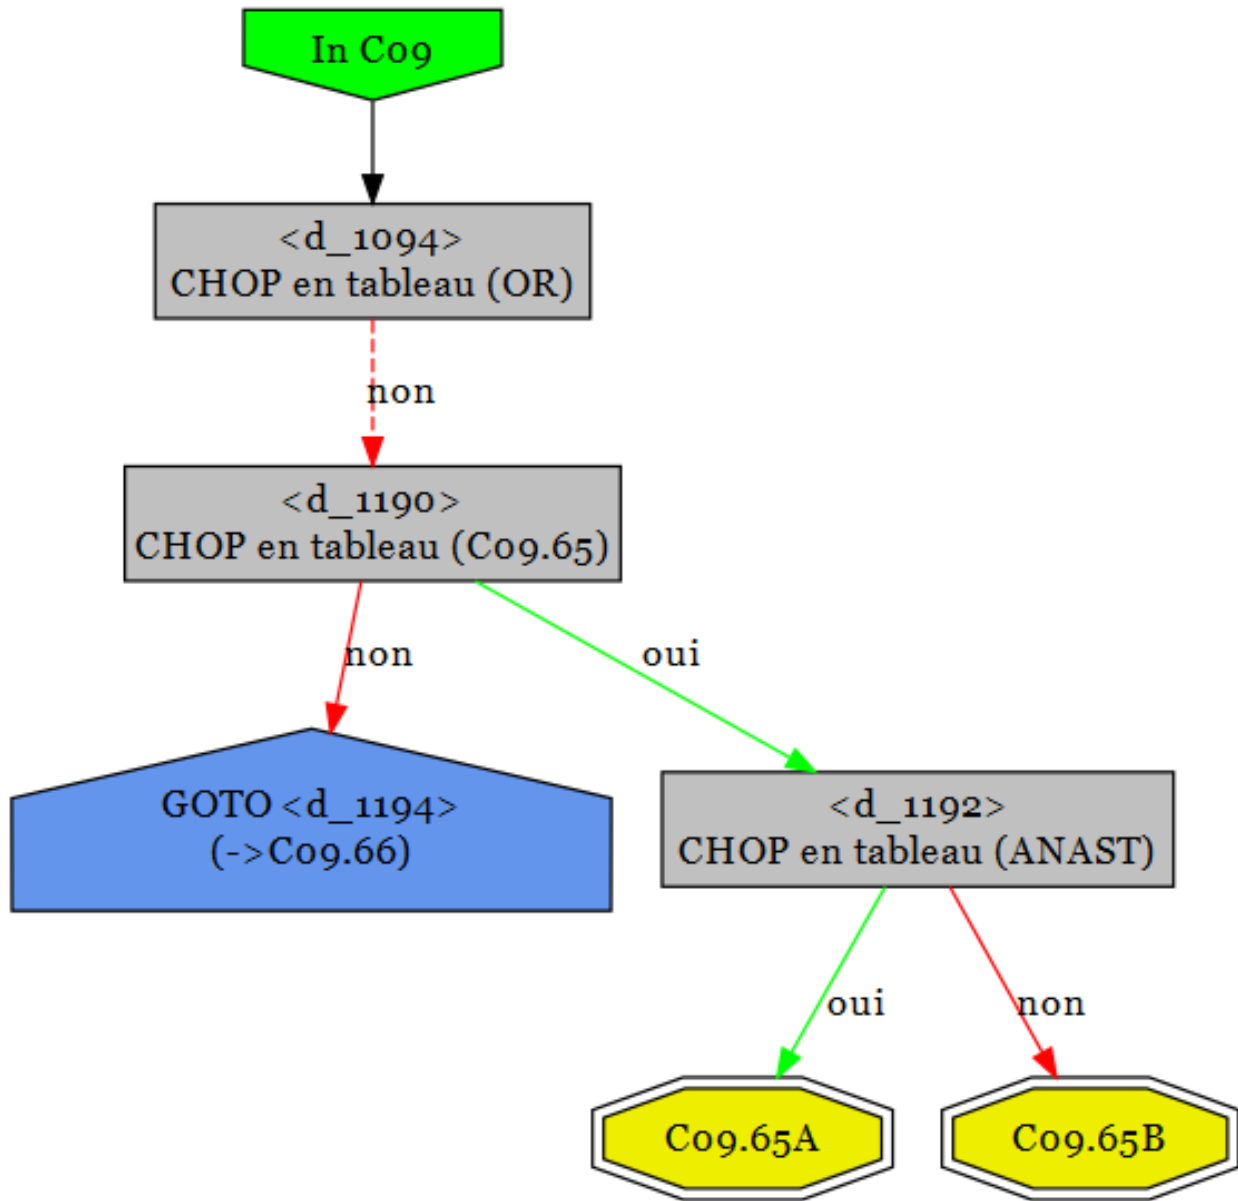 In C09
<d_1094>
CHOP en tableau (OR)
non
<d_1190>
CHOP en tableau (C09.65)
non
oui
GOTO <d_1194>
(->C09.66)
<d_1192>
CHOP en tableau (ANAST)
oui
non
C09.65A
C09.65B